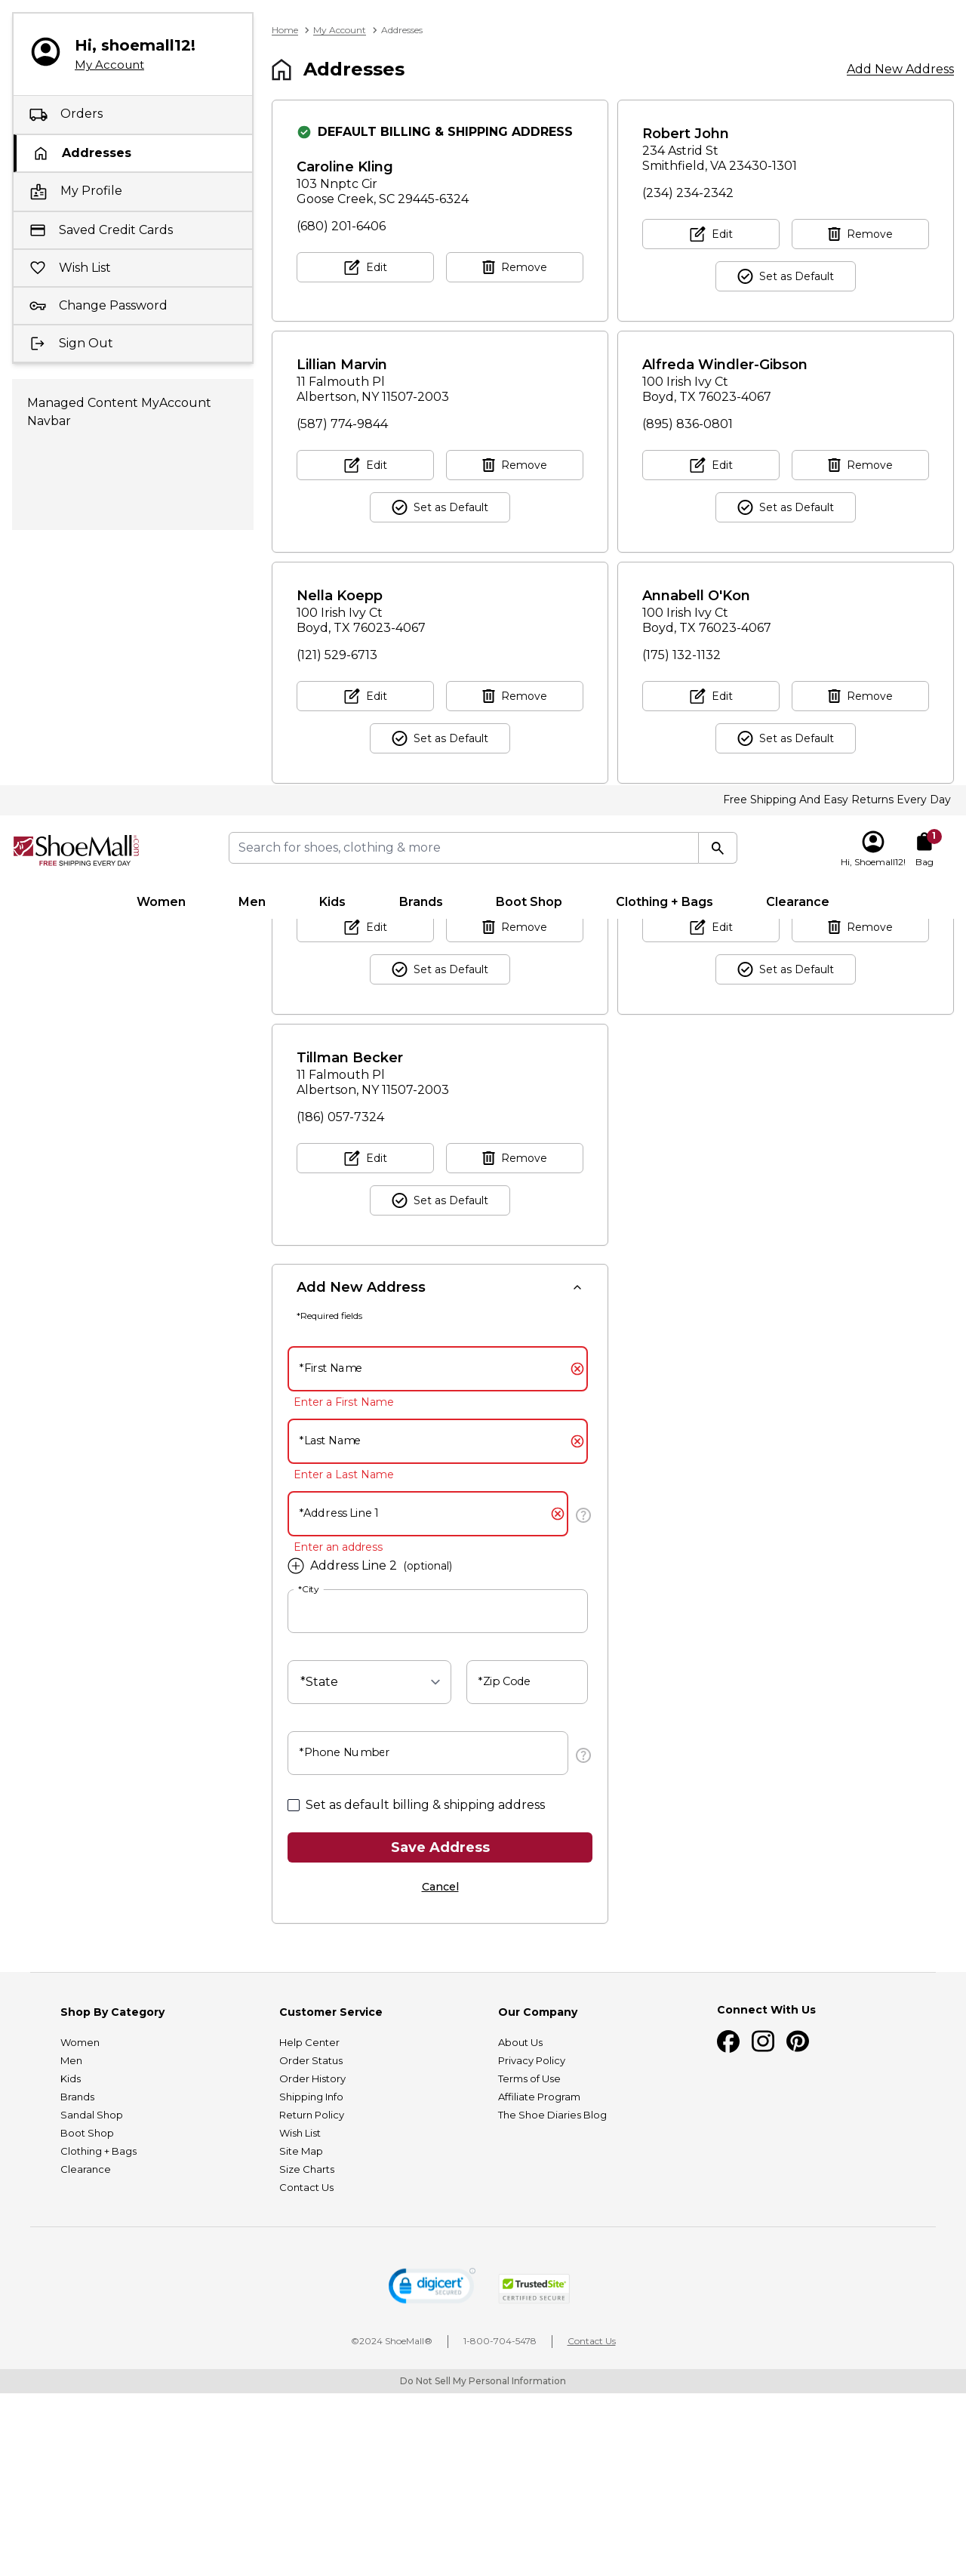 Hi, shoemall12!
My Account
Orders
Addresses
My Profile
Saved Credit Cards
Wish List
Change Password
Sign Out
Managed Content MyAccount
Navbar
Home > My Account > Addresses
Addresses
Add New Address
DEFAULT BILLING & SHIPPING ADDRESS
Caroline Kling
103 Nnptc Cir
Goose Creek, SC 29445-6324
(680) 201-6406
Edit Remove
Robert John
234 Astrid St
Smithfield, VA 23430-1301
(234) 234-2342
Edit Remove
Set as Default
Lillian Marvin
11 Falmouth Pl
Albertson, NY 11507-2003
(587) 774-9844
Edit Remove
Set as Default
Alfreda Windler-Gibson
100 Irish Ivy Ct
Boyd, TX 76023-4067
(895) 836-0801
Edit Remove
Set as Default
Nella Koepp
100 Irish Ivy Ct
Boyd, TX 76023-4067
(121) 529-6713
Edit Remove
Set as Default
Annabell O'Kon
100 Irish Ivy Ct
Boyd, TX 76023-4067
(175) 132-1132
Edit Remove
Set as Default
Free Shipping And Easy Returns Every Day
ShoeMall.com
FREE SHIPPING EVERY DAY
Search for shoes, clothing & more
Hi, Shoemall12!
1
Bag
Women Men Kids Brands Boot Shop Clothing + Bags Clearance
Edit Remove
Set as Default
Edit Remove
Set as Default
Tillman Becker
11 Falmouth Pl
Albertson, NY 11507-2003
(186) 057-7324
Edit Remove
Set as Default
Add New Address
*Required fields
*First Name
Enter a First Name
*Last Name
Enter a Last Name
*Address Line 1
Enter an address
Address Line 2 (optional)
*City
*State
*Zip Code
*Phone Number
Set as default billing & shipping address
Save Address
Cancel
Shop By Category
Women
Men
Kids
Brands
Sandal Shop
Boot Shop
Clothing + Bags
Clearance
Customer Service
Help Center
Order Status
Order History
Shipping Info
Return Policy
Wish List
Site Map
Size Charts
Contact Us
Our Company
About Us
Privacy Policy
Terms of Use
Affiliate Program
The Shoe Diaries Blog
Connect With Us
digicert
SECURED
TrustedSite
CERTIFIED SECURE
©2024 ShoeMall®
1-800-704-5478
Contact Us
Do Not Sell My Personal Information